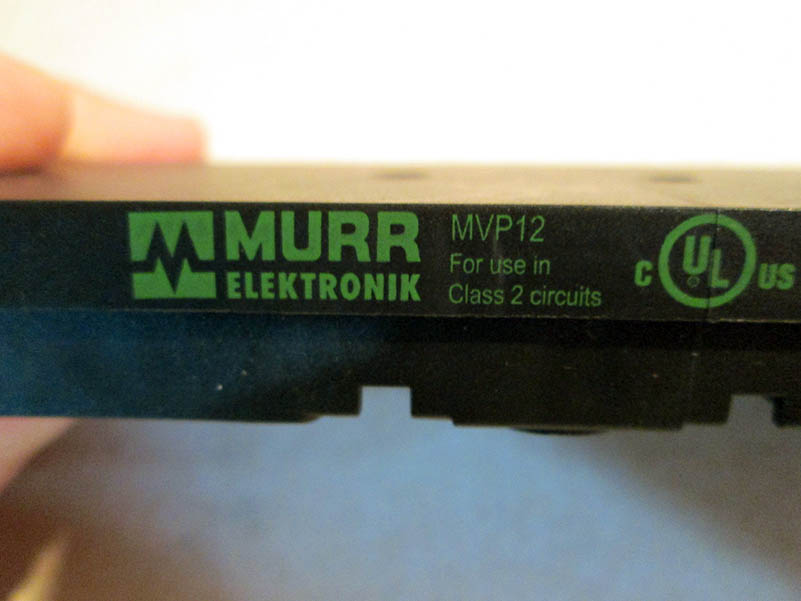 MURR
ELEKTRONIK
MVP12
For use in
Class 2 circuits
C UL US